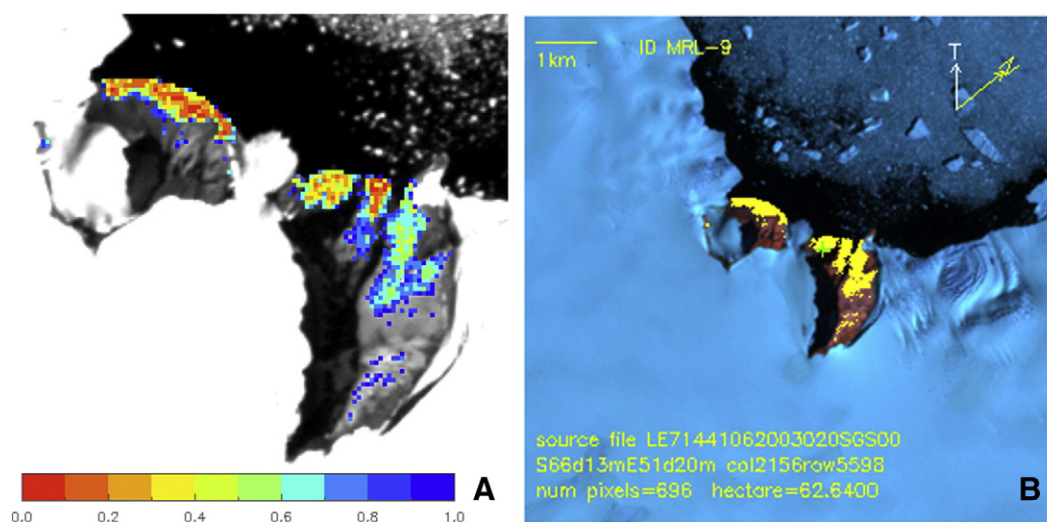 0.0 0.2 0.4 0.6 0.8 1.0
A
1km
ID MRL-9
T
N
source file LE71441062003020SGS00
S66d13mE51d20m col2156row5598
num pixels=696 hectare=62.6400
B